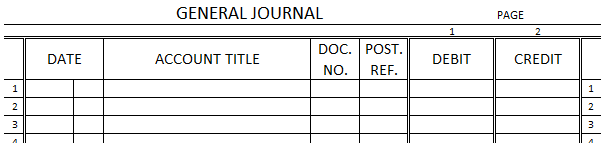 GENERAL JOURNAL PAGE
1 2
DATE ACCOUNT TITLE DOC. NO. POST. REF. DEBIT CREDIT
1 1
2 2
3 3
4 4